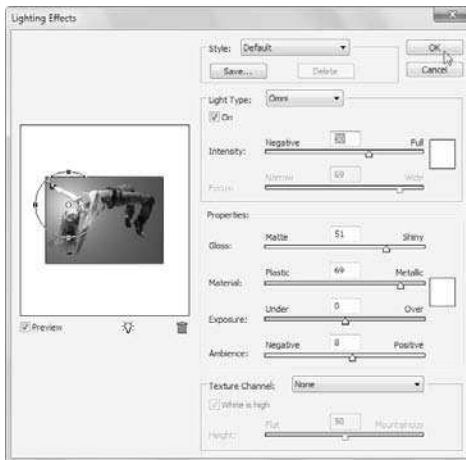 Lighting Effects
Style: Default
OK
Save... Delete
Cancel
Light Type: Omni
On
Intensity: Negative Full
Focus: Narrow 69 Wide
Properties:
Gloss: Matte 51 Shiny
Material: Plastic 69 Metallic
Exposure: Under 0 Over
Ambience: Negative 8 Positive
Preview
Texture Channel: None
White is high
Height: Flat 50 Mountainous